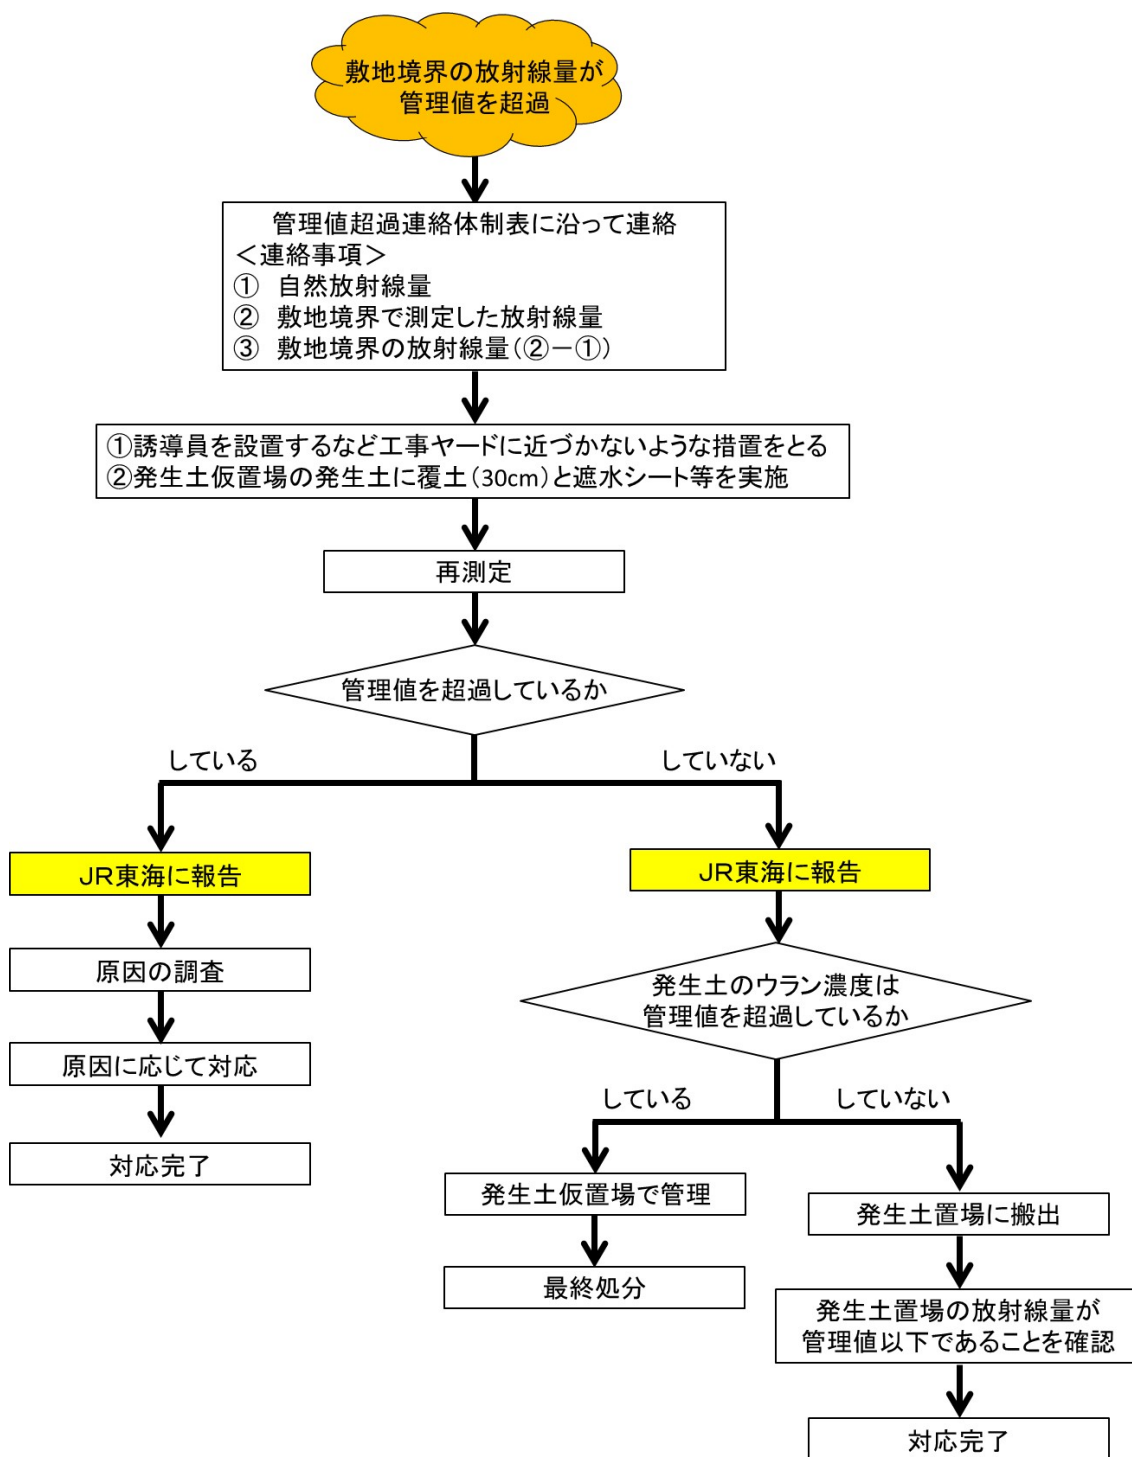 敷地境界の放射線量が
管理値を超過
管理値超過連絡体制表に沿って連絡
＜連絡事項＞
①　自然放射線量
②　敷地境界で測定した放射線量
③　敷地境界の放射線量（②－①）
①誘導員を設置するなど工事ヤードに近づかないような措置をとる
②発生土仮置場の発生土に覆土（30cm）と遮水シート等を実施
再測定
管理値を超過しているか
している
していない
ＪＲ東海に報告
原因の調査
原因に応じて対応
対応完了
ＪＲ東海に報告
発生土のウラン濃度は
管理値を超過しているか
している
していない
発生土仮置場で管理
最終処分
発生土置場に搬出
発生土置場の放射線量が
管理値以下であることを確認
対応完了